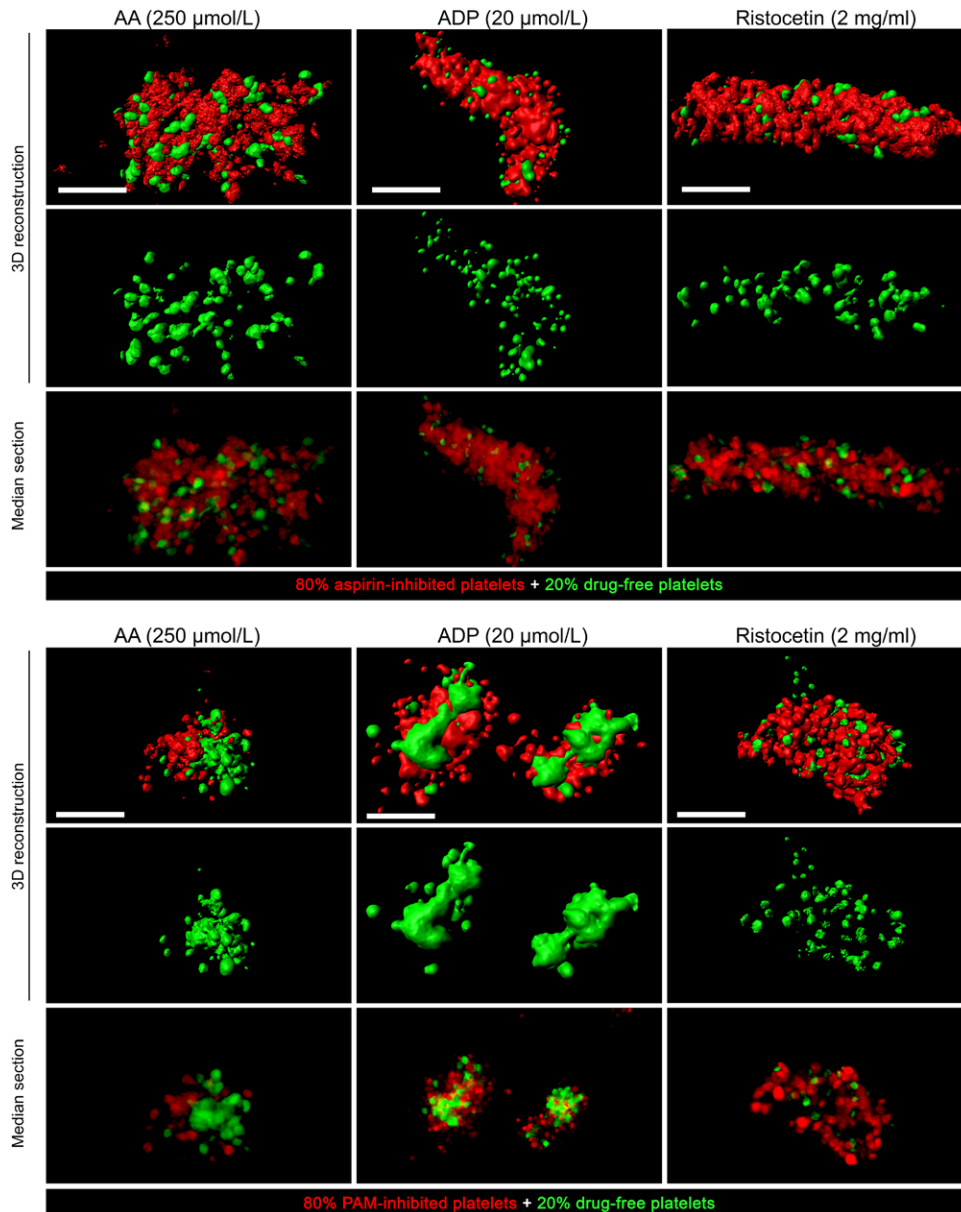 AA (250 µmol/L) ADP (20 µmol/L) Ristocetin (2 mg/ml)
3D reconstruction
Median section
80% aspirin-inhibited platelets + 20% drug-free platelets
AA (250 µmol/L) ADP (20 µmol/L) Ristocetin (2 mg/ml)
3D reconstruction
Median section
80% PAM-inhibited platelets + 20% drug-free platelets